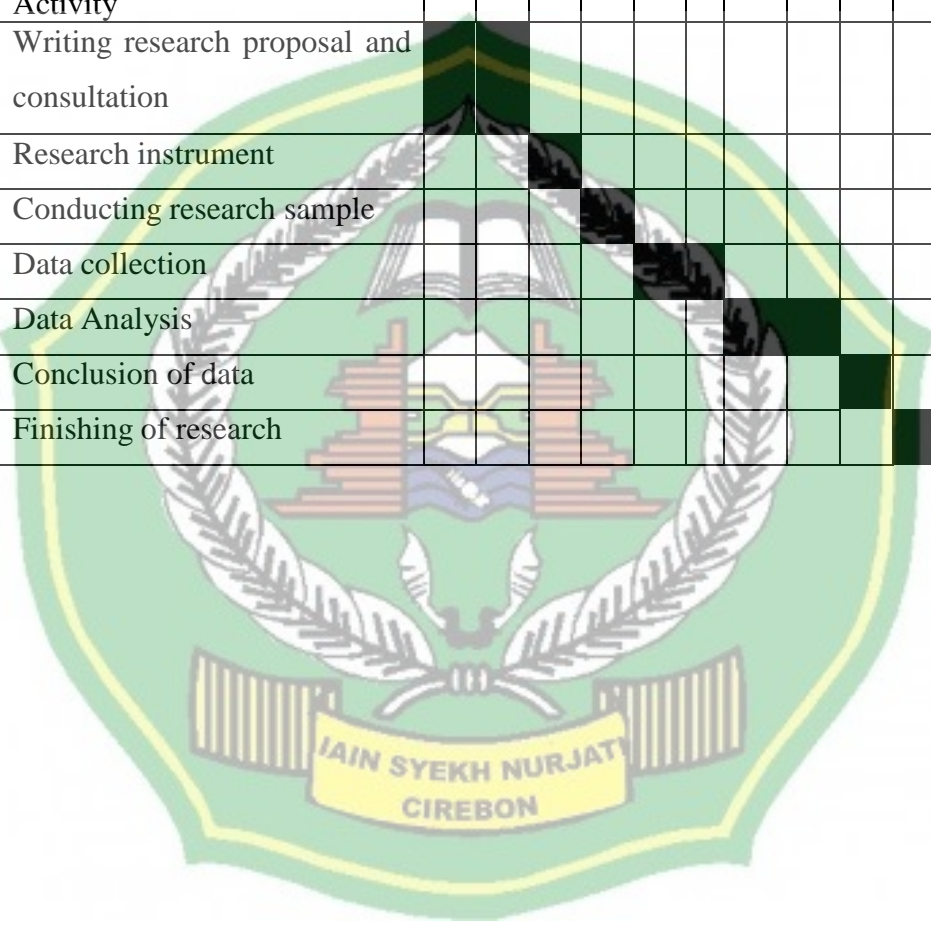 Activity
Writing research proposal and
consultation
Research instrument
Conducting research sample
Data collection
Data Analysis
Conclusion of data
Finishing of research
IAIN SYEKH NURJATI
CIREBON